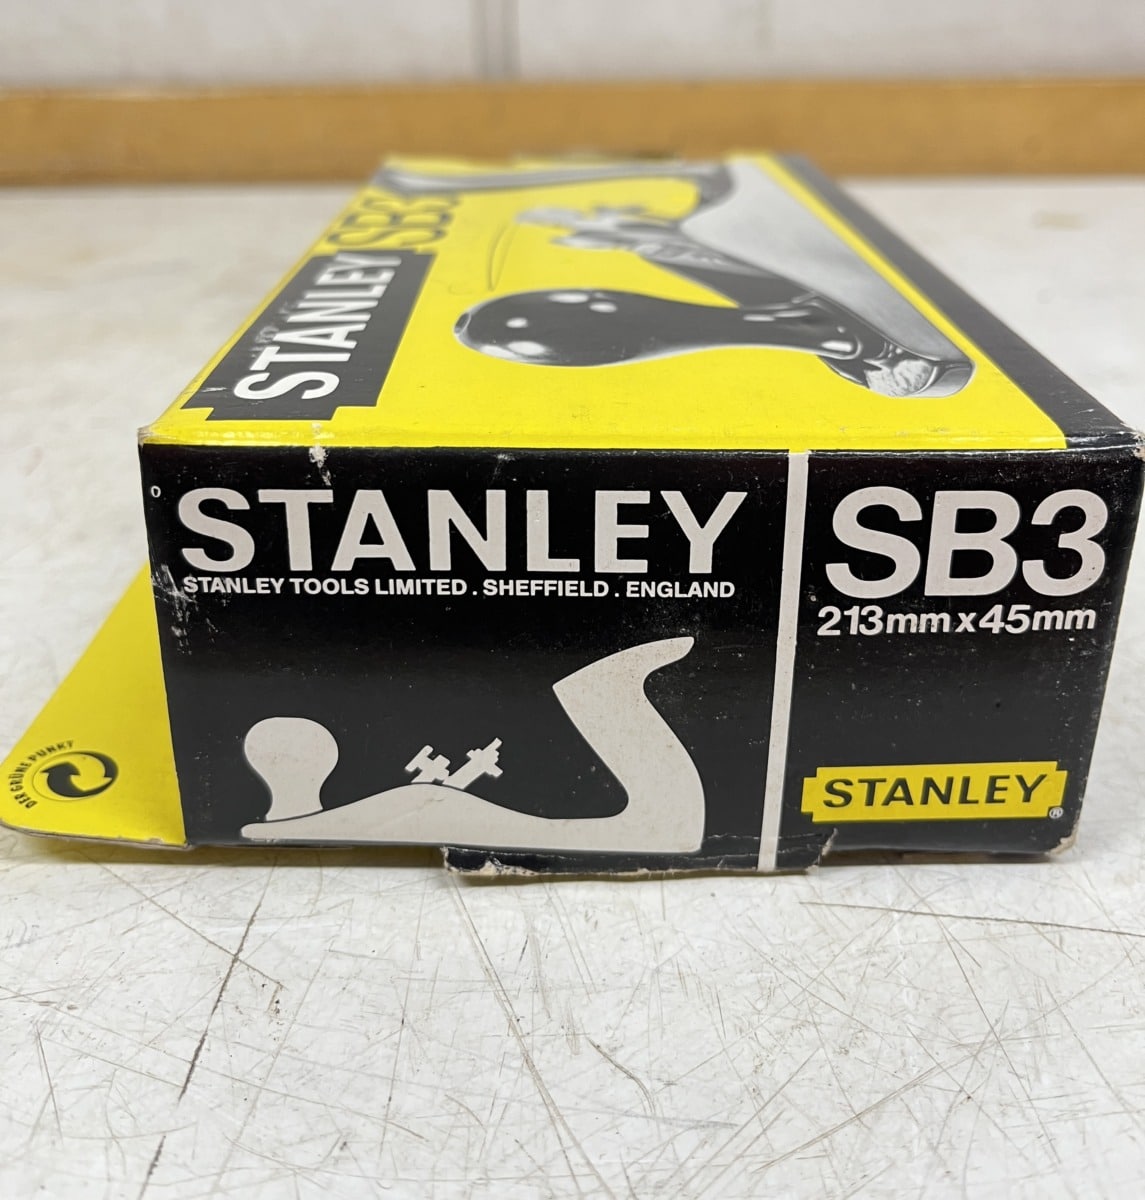 STANLEY SB3
STANLEY
STANLEY TOOLS LIMITED . SHEFFIELD . ENGLAND
SB3
213mm x 45mm
STANLEY®
DER GRÜNE PUNKT